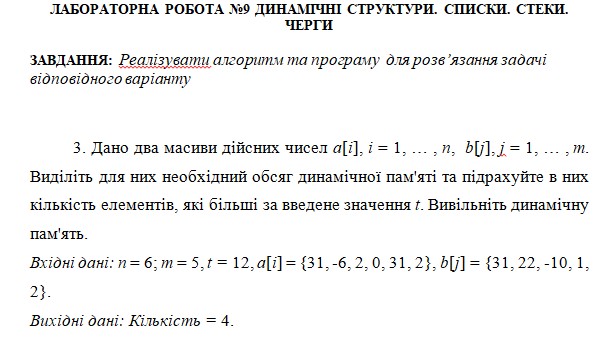 ЛАБОРАТОРНА РОБОТА №9 ДИНАМІЧНІ СТРУКТУРИ. СПИСКИ. СТЕКИ.
ЧЕРГИ
ЗАВДАННЯ: Реалізувати алгоритм та програму для розв’язання задачі
відповідного варіанту
3. Дано два масиви дійсних чисел a[i], i = 1, … , n, b[j], j = 1, … , m.
Виділіть для них необхідний обсяг динамічної пам'яті та підрахуйте в них
кількість елементів, які більші за введене значення t. Вивільніть динамічну
пам'ять.
Вхідні дані: n = 6; m = 5, t = 12, a[i] = {31, -6, 2, 0, 31, 2}, b[j] = {31, 22, -10, 1,
2}.
Вихідні дані: Кількість = 4.